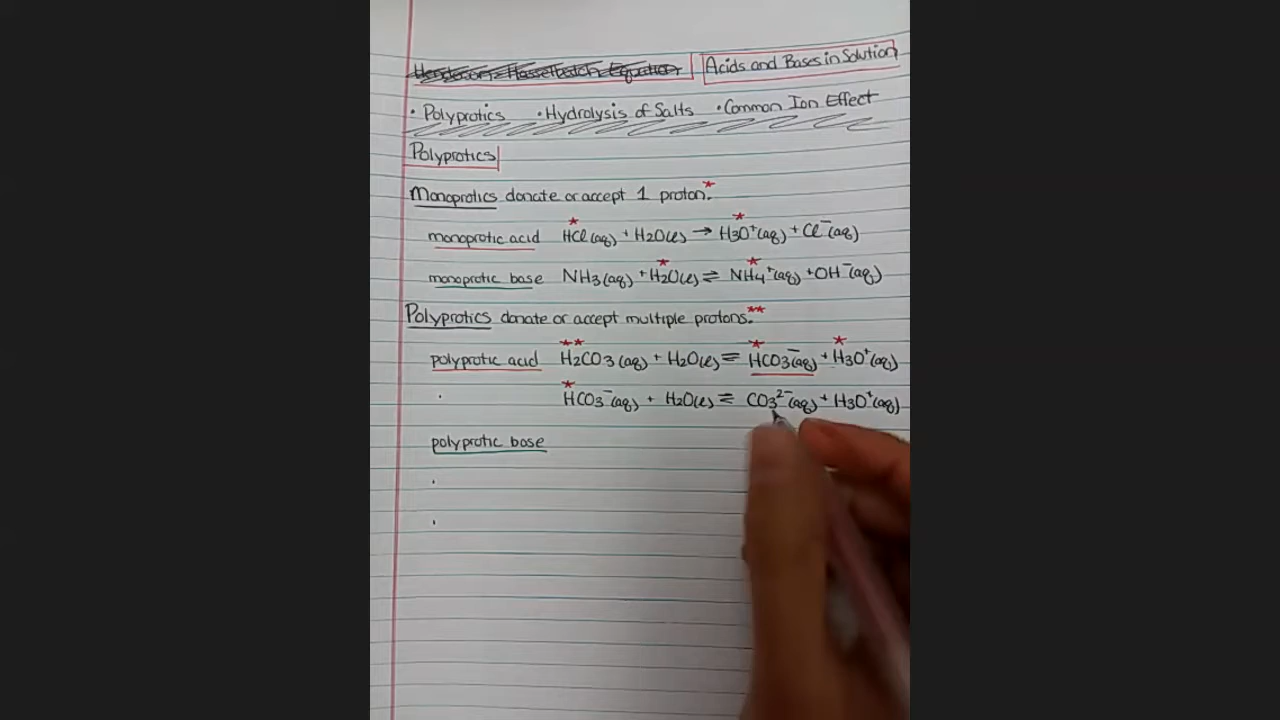 Henderson-Hasselbalch Equation Acids and Bases in Solution
• Polyprotics • Hydrolysis of Salts • Common Ion Effect
Polyprotics
Monoprotics donate or accept 1 proton.*
monoprotic acid HCl(aq) + H2O(l) → H3O⁺(aq) + Cl⁻(aq)
monoprotic base NH3(aq) + H2O(l) ⇌ NH4⁺(aq) + OH⁻(aq)
Polyprotics donate or accept multiple protons.**
polyprotic acid H2CO3(aq) + H2O(l) ⇌ HCO3⁻(aq) + H3O⁺(aq)
• HCO3⁻(aq) + H2O(l) ⇌ CO3²⁻(aq) + H3O⁺(aq)
polyprotic base
•
•